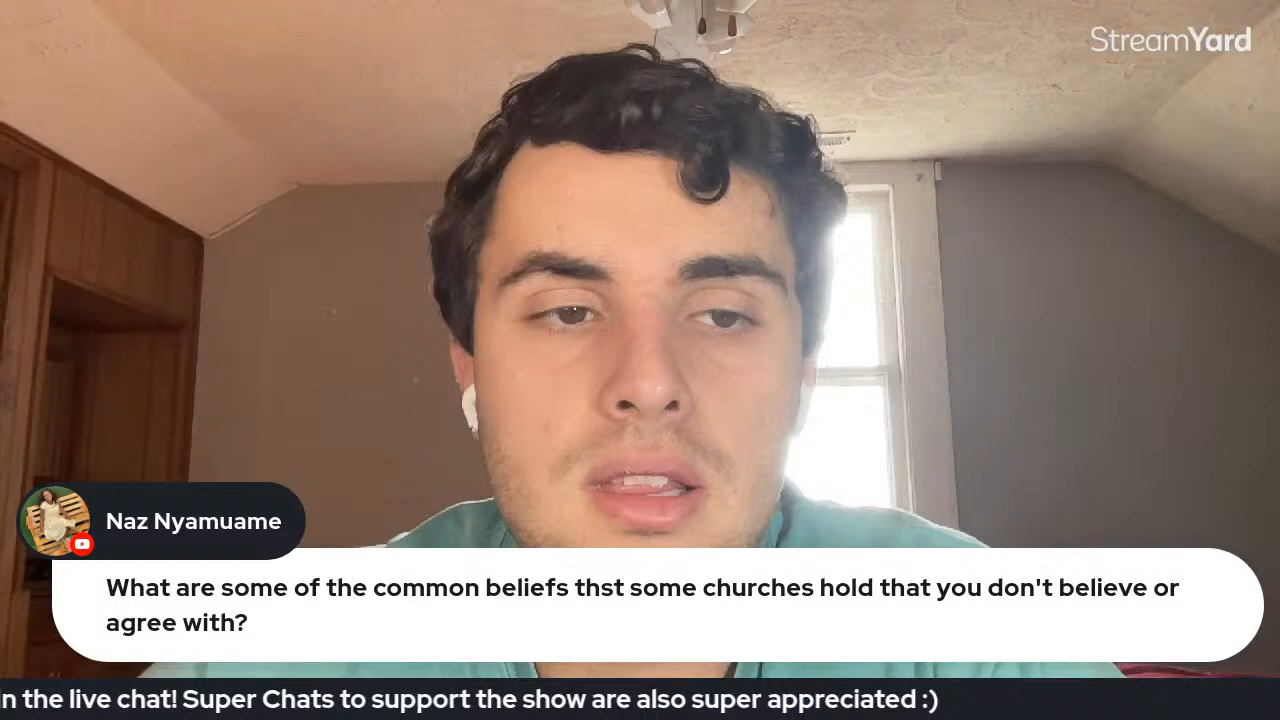 StreamYard
Naz Nyamuame
What are some of the common beliefs thst some churches hold that you don't believe or
agree with?
in the live chat! Super Chats to support the show are also super appreciated :)